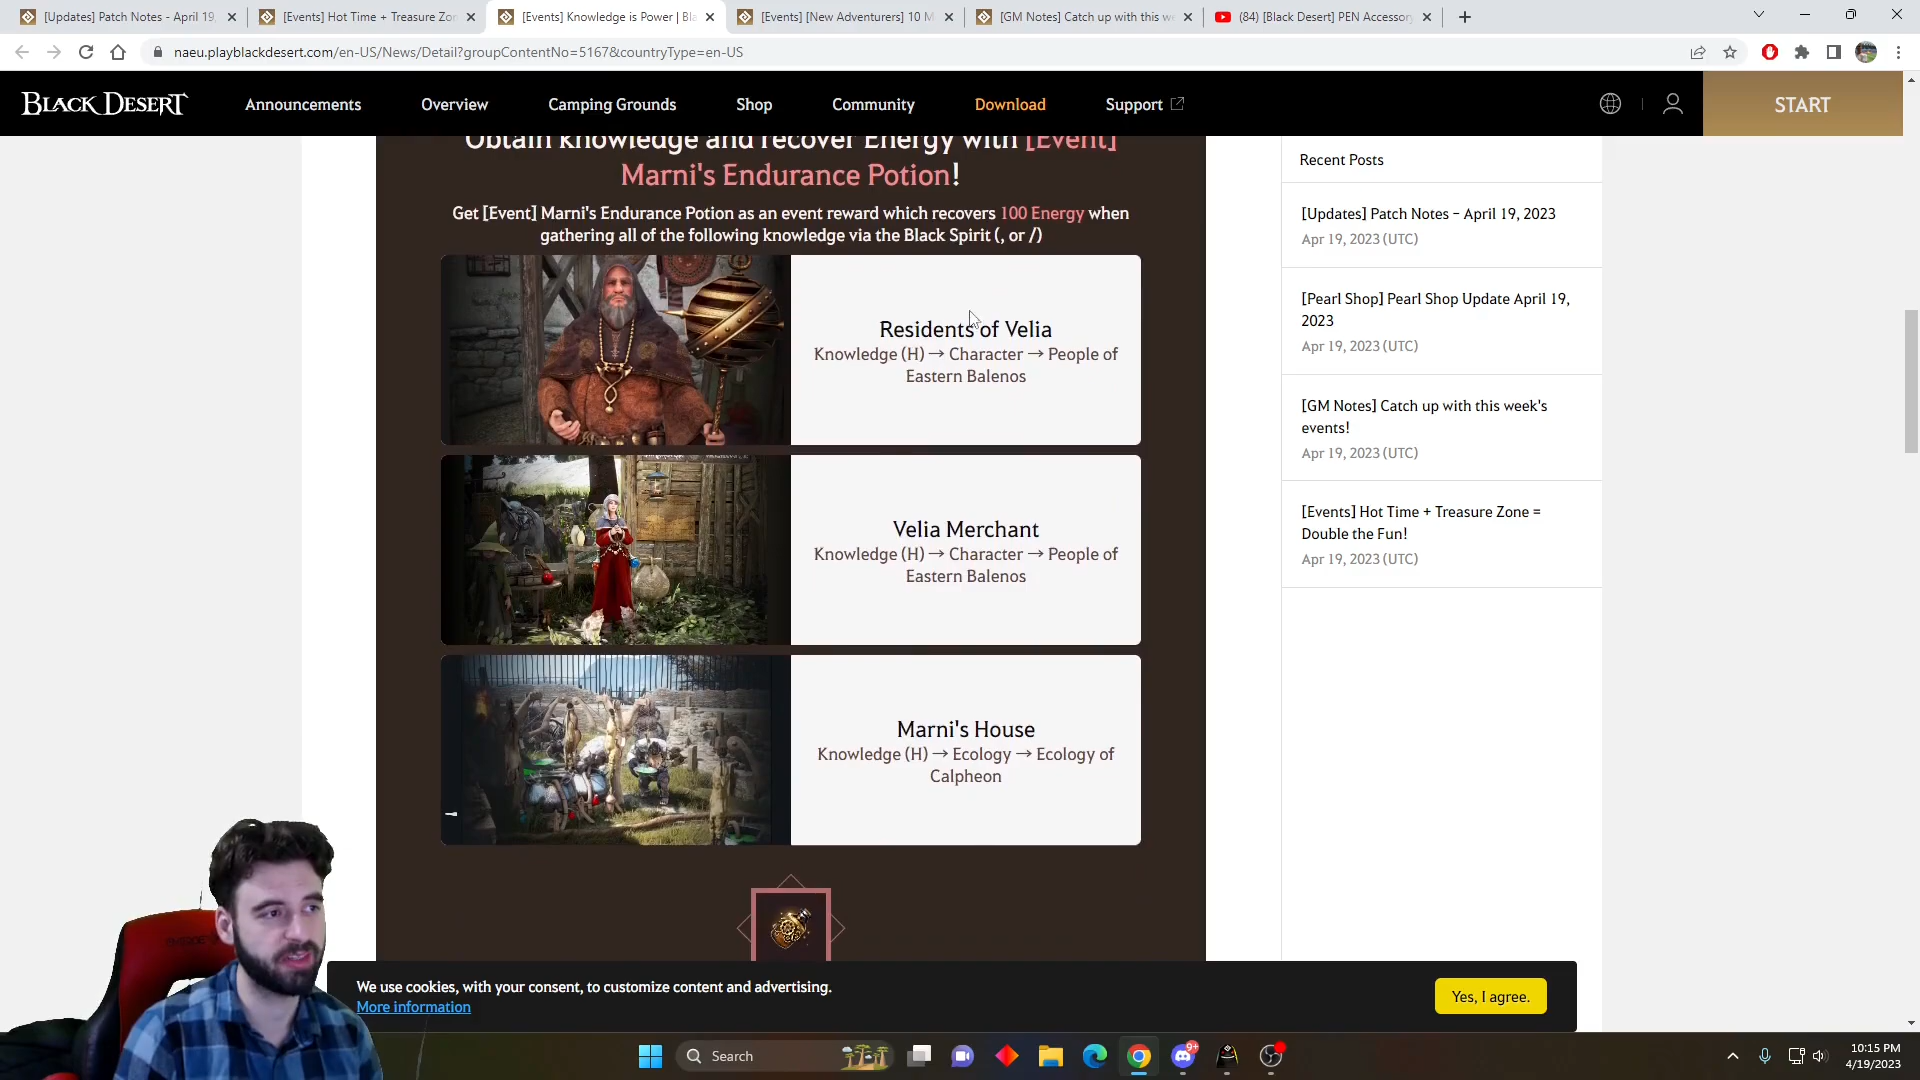 [Updates] Patch Notes - April 19,
[Events] Hot Time + Treasure Zon
[Events] Knowledge is Power | Bla
[Events] [New Adventurers] 10 M
[GM Notes] Catch up with this we
(84) [Black Desert] PEN Accessory
naeu.playblackdesert.com/en-US/News/Detail?groupContentNo=5167&countryType=en-US
BLACK DESERT
Announcements
Overview
Camping Grounds
Shop
Community
Download
Support
START
Obtain knowledge and recover Energy with [Event]
Marni's Endurance Potion!
Get [Event] Marni's Endurance Potion as an event reward which recovers 100 Energy when
gathering all of the following knowledge via the Black Spirit (, or /)
Residents of Velia
Knowledge (H) → Character → People of
Eastern Balenos
Velia Merchant
Knowledge (H) → Character → People of
Eastern Balenos
Marni's House
Knowledge (H) → Ecology → Ecology of
Calpheon
Recent Posts
[Updates] Patch Notes – April 19, 2023
Apr 19, 2023 (UTC)
[Pearl Shop] Pearl Shop Update April 19,
2023
Apr 19, 2023 (UTC)
[GM Notes] Catch up with this week's
events!
Apr 19, 2023 (UTC)
[Events] Hot Time + Treasure Zone =
Double the Fun!
Apr 19, 2023 (UTC)
We use cookies, with your consent, to customize content and advertising.
More information
Yes, I agree.
Search
9+
10:15 PM
4/19/2023